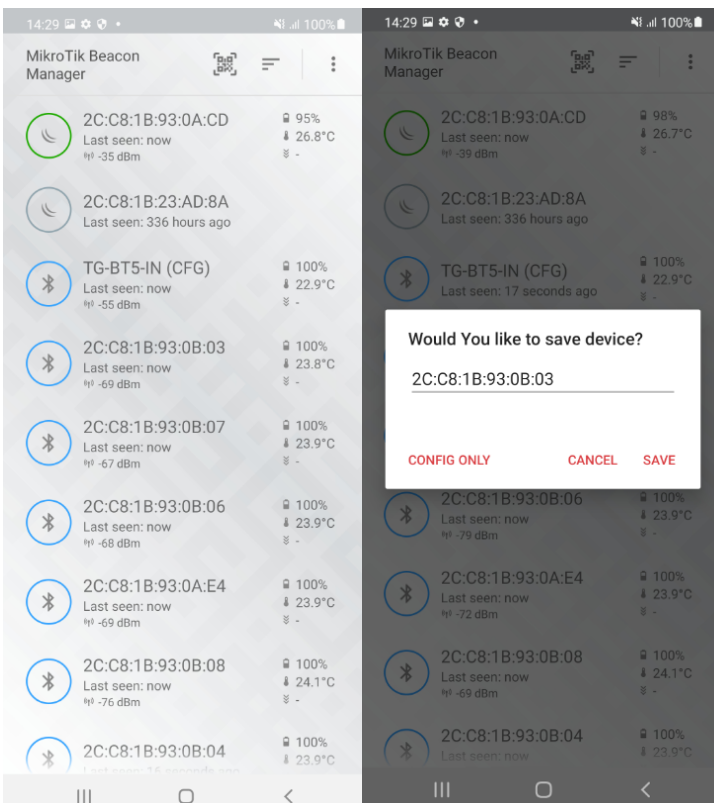 14:29
100%
MikroTik Beacon
Manager
2C:C8:1B:93:0A:CD
95%
Last seen: now
26.8°C
-35 dBm
-
2C:C8:1B:23:AD:8A
Last seen: 336 hours ago
TG-BT5-IN (CFG)
100%
Last seen: now
22.9°C
-55 dBm
-
2C:C8:1B:93:0B:03
100%
Last seen: now
23.8°C
-69 dBm
-
2C:C8:1B:93:0B:07
100%
Last seen: now
23.9°C
-67 dBm
-
2C:C8:1B:93:0B:06
100%
Last seen: now
23.9°C
-68 dBm
-
2C:C8:1B:93:0A:E4
100%
Last seen: now
23.9°C
-69 dBm
-
2C:C8:1B:93:0B:08
100%
Last seen: now
24.1°C
-76 dBm
-
2C:C8:1B:93:0B:04
100%
Last seen: 16 seconds ago
23.9°C
14:29
100%
MikroTik Beacon
Manager
2C:C8:1B:93:0A:CD
98%
Last seen: now
26.7°C
-39 dBm
-
2C:C8:1B:23:AD:8A
Last seen: 336 hours ago
TG-BT5-IN (CFG)
100%
Last seen: 17 seconds ago
22.9°C
-
Would You like to save device?
2C:C8:1B:93:0B:03
CONFIG ONLY
CANCEL
SAVE
2C:C8:1B:93:0B:06
100%
Last seen: now
23.9°C
-79 dBm
-
2C:C8:1B:93:0A:E4
100%
Last seen: now
23.9°C
-72 dBm
-
2C:C8:1B:93:0B:08
100%
Last seen: now
24.1°C
-69 dBm
-
2C:C8:1B:93:0B:04
100%
Last seen: now
23.9°C